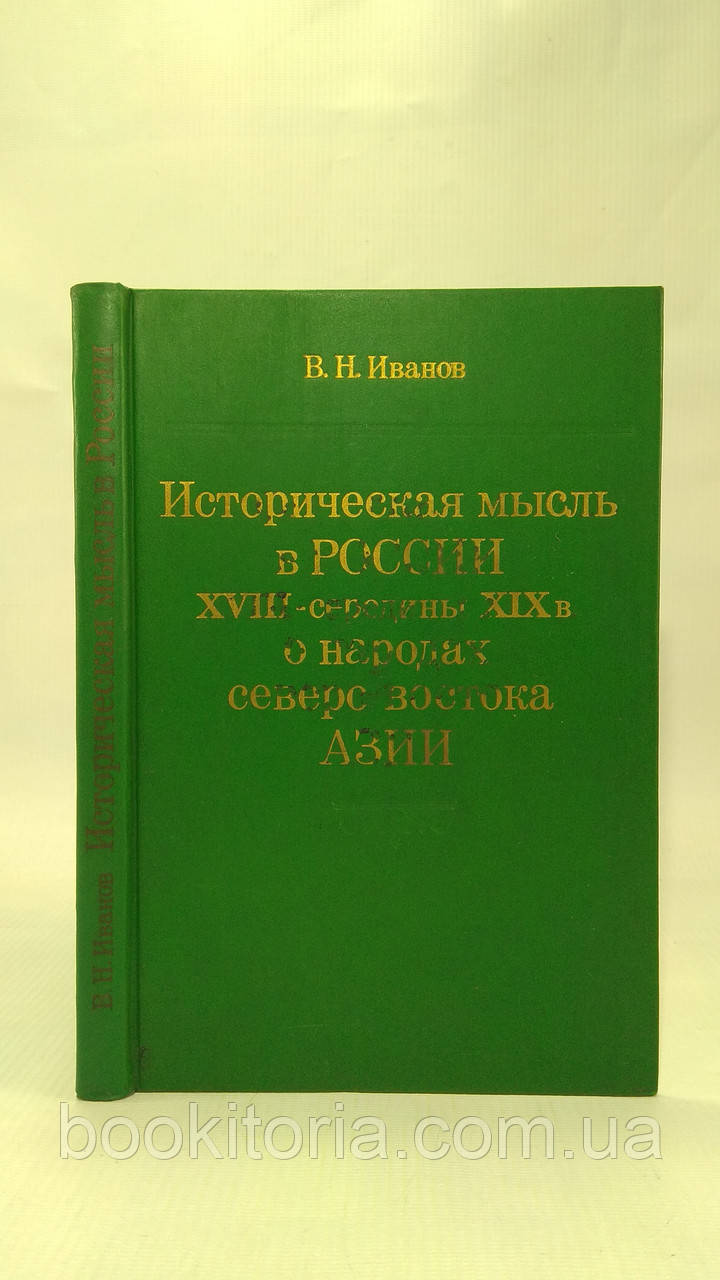 В. Н. Иванов
Историческая мысль
в РОССИИ
XVIII-середины XIX в
о народах
северо востока
АЗИИ
В. Н. Иванов Историческая мысль в России
bookitoria.com.ua